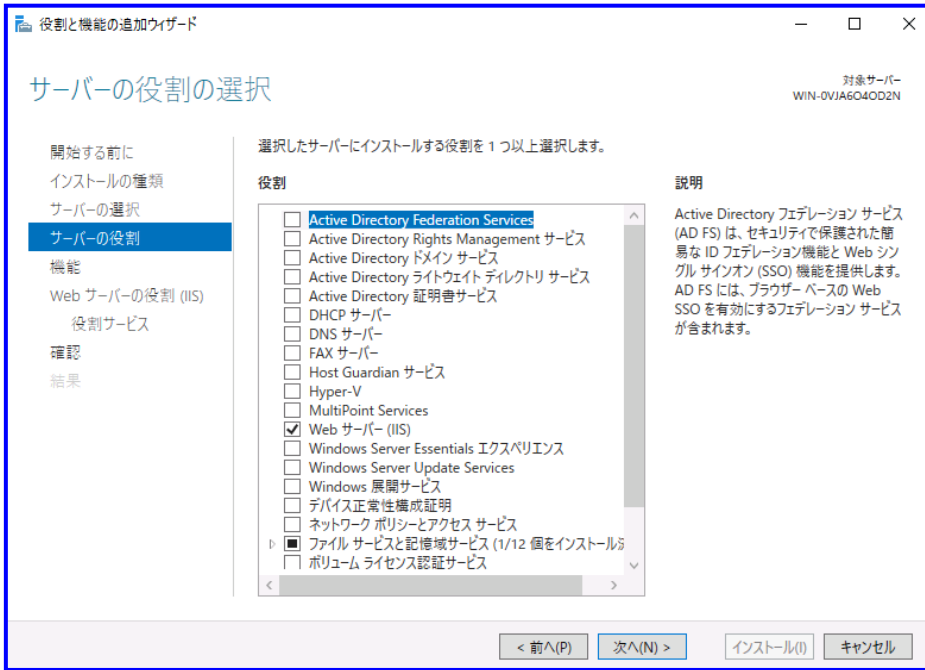 役割と機能の追加ウィザード
サーバーの役割の選択
対象サーバー
WIN-0VJA6O4OD2N
開始する前に
インストールの種類
サーバーの選択
サーバーの役割
機能
Web サーバーの役割 (IIS)
役割サービス
確認
結果
選択したサーバーにインストールする役割を 1 つ以上選択します。
役割
Active Directory Federation Services
Active Directory Rights Management サービス
Active Directory ドメイン サービス
Active Directory ライトウェイト ディレクトリ サービス
Active Directory 証明書サービス
DHCP サーバー
DNS サーバー
FAX サーバー
Host Guardian サービス
Hyper-V
MultiPoint Services
Web サーバー (IIS)
Windows Server Essentials エクスペリエンス
Windows Server Update Services
Windows 展開サービス
デバイス正常性構成証明
ネットワーク ポリシーとアクセス サービス
ファイル サービスと記憶域サービス (1/12 個をインストール済
ボリューム ライセンス認証サービス
説明
Active Directory フェデレーション サービス
(AD FS) は、セキュリティで保護された簡
易な ID フェデレーション機能と Web シン
グル サインオン (SSO) 機能を提供します。
AD FS には、ブラウザー ベースの Web
SSO を有効にするフェデレーション サービス
が含まれます。
< 前へ(P)
次へ(N) >
インストール(I)
キャンセル